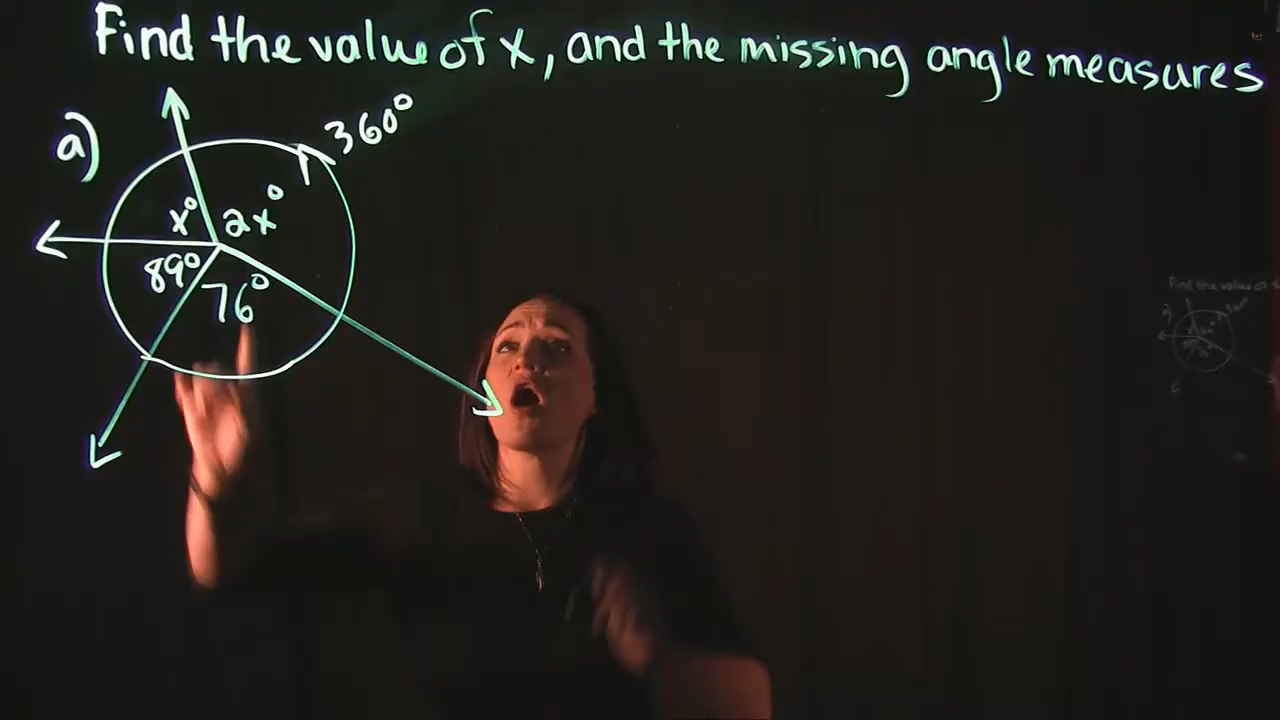 Find the value of x, and the missing angle measures
a)
360°
x° 2x°
89° 76°